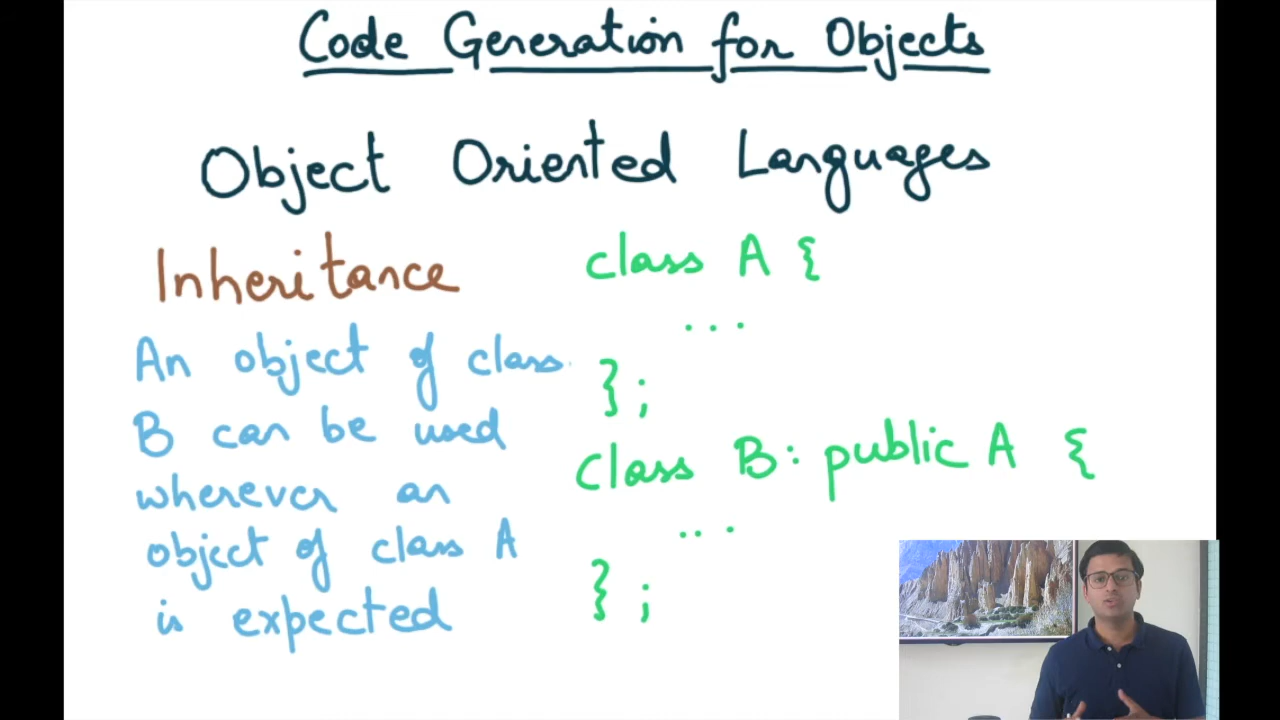 Code Generation for Objects
Object Oriented Languages
Inheritance
An object of class
B can be used
wherever an
object of class A
is expected
class A {
...
};
class B: public A {
...
};